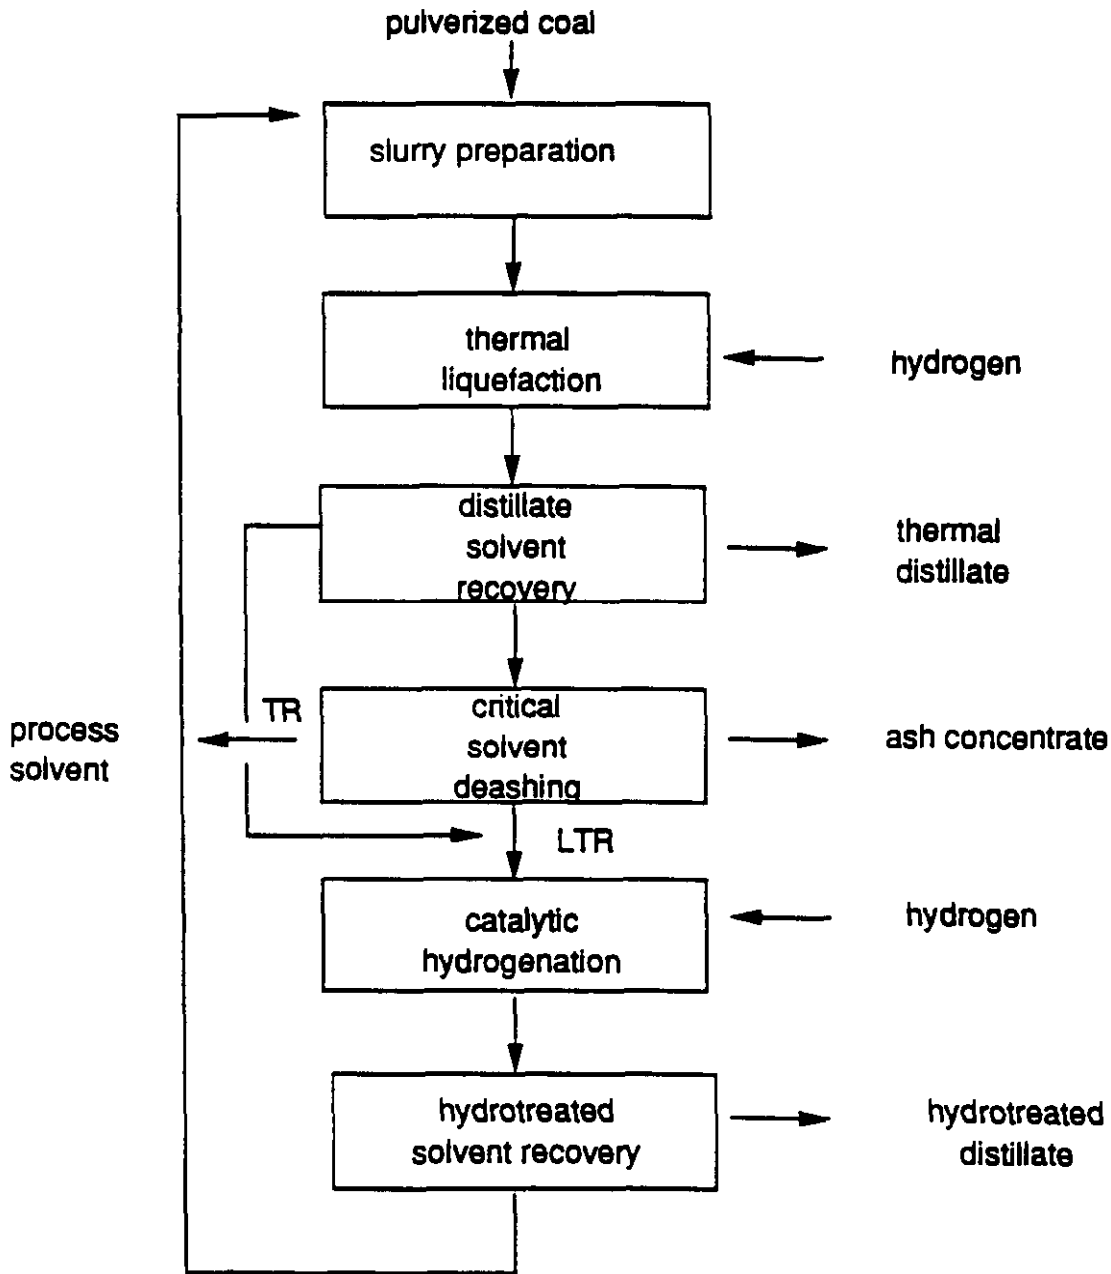 pulverized coal
slurry preparation
thermal
liquefaction
hydrogen
distillate
solvent
recovery
thermal
distillate
TR
process
solvent
critical
solvent
deashing
ash concentrate
LTR
catalytic
hydrogenation
hydrogen
hydrotreated
solvent recovery
hydrotreated
distillate